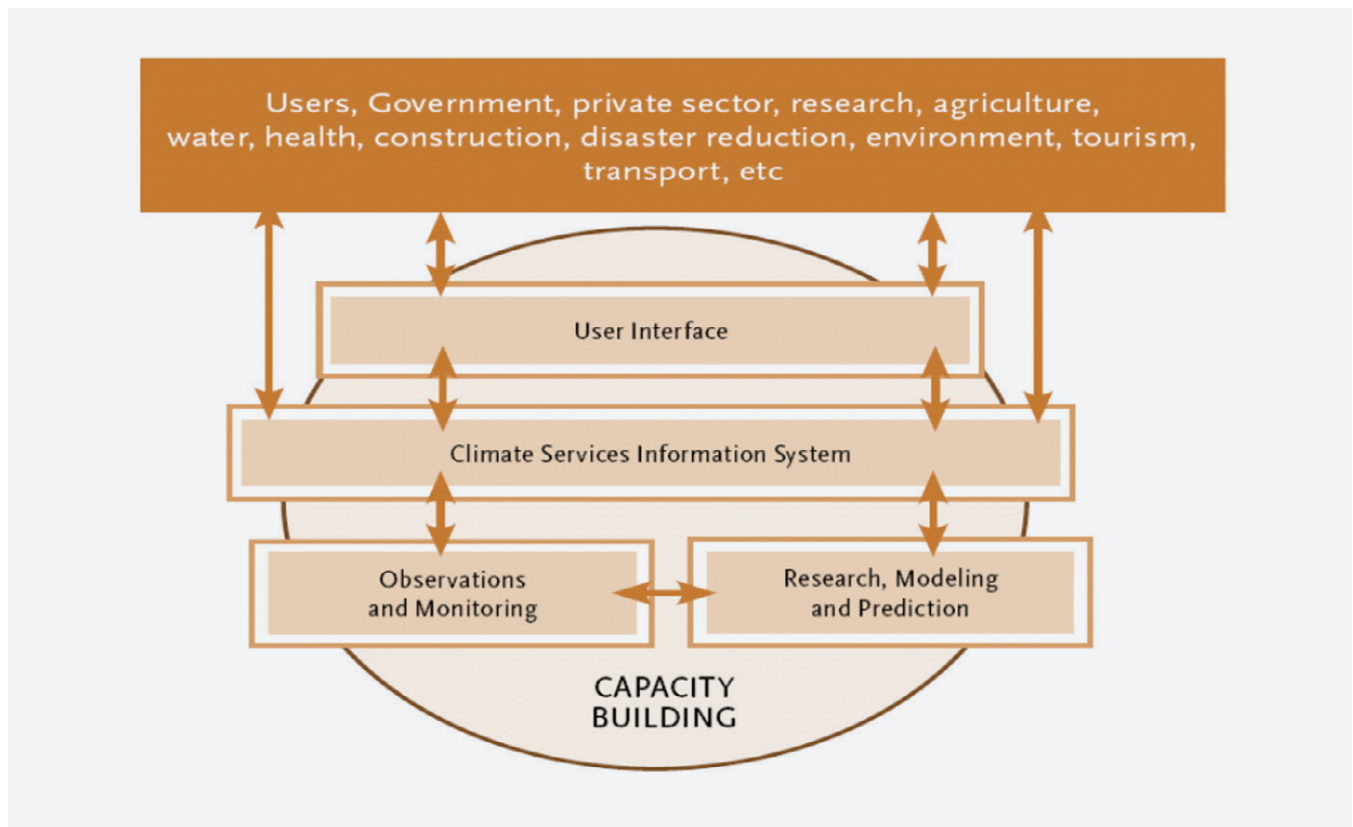 Users, Government, private sector, research, agriculture,
water, health, construction, disaster reduction, environment, tourism,
transport, etc
User Interface
Climate Services Information System
Observations
and Monitoring
Research, Modeling
and Prediction
CAPACITY
BUILDING